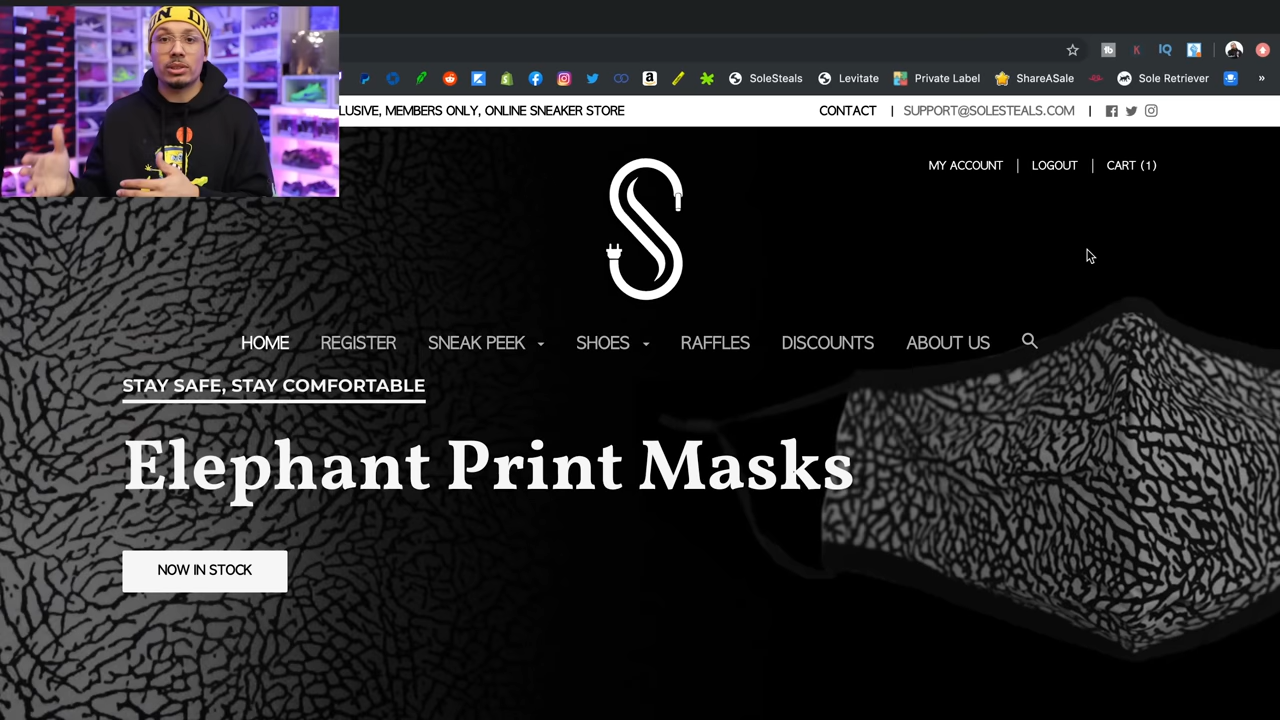 SoleSteals
Levitate
Private Label
ShareASale
Sole Retriever
»
LUSIVE, MEMBERS ONLY, ONLINE SNEAKER STORE
CONTACT | SUPPORT@SOLESTEALS.COM |
MY ACCOUNT | LOGOUT | CART (1)
HOME REGISTER SNEAK PEEK SHOES RAFFLES DISCOUNTS ABOUT US
STAY SAFE, STAY COMFORTABLE
Elephant Print Masks
NOW IN STOCK